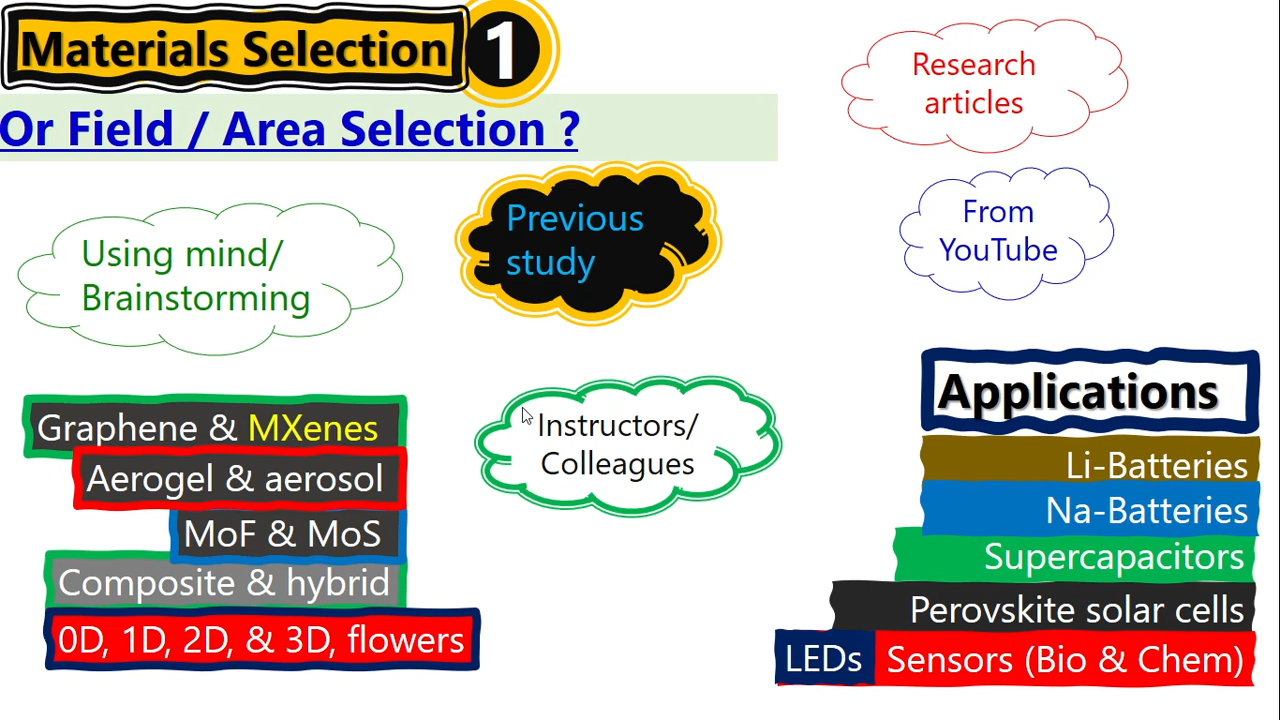 Materials Selection
1
Or Field / Area Selection ?
Research
articles
From
YouTube
Previous
study
Using mind/
Brainstorming
Instructors/
Colleagues
Graphene & MXenes
Aerogel & aerosol
MoF & MoS
Composite & hybrid
0D, 1D, 2D, & 3D, flowers
Applications
Li-Batteries
Na-Batteries
Supercapacitors
Perovskite solar cells
LEDs
Sensors (Bio & Chem)